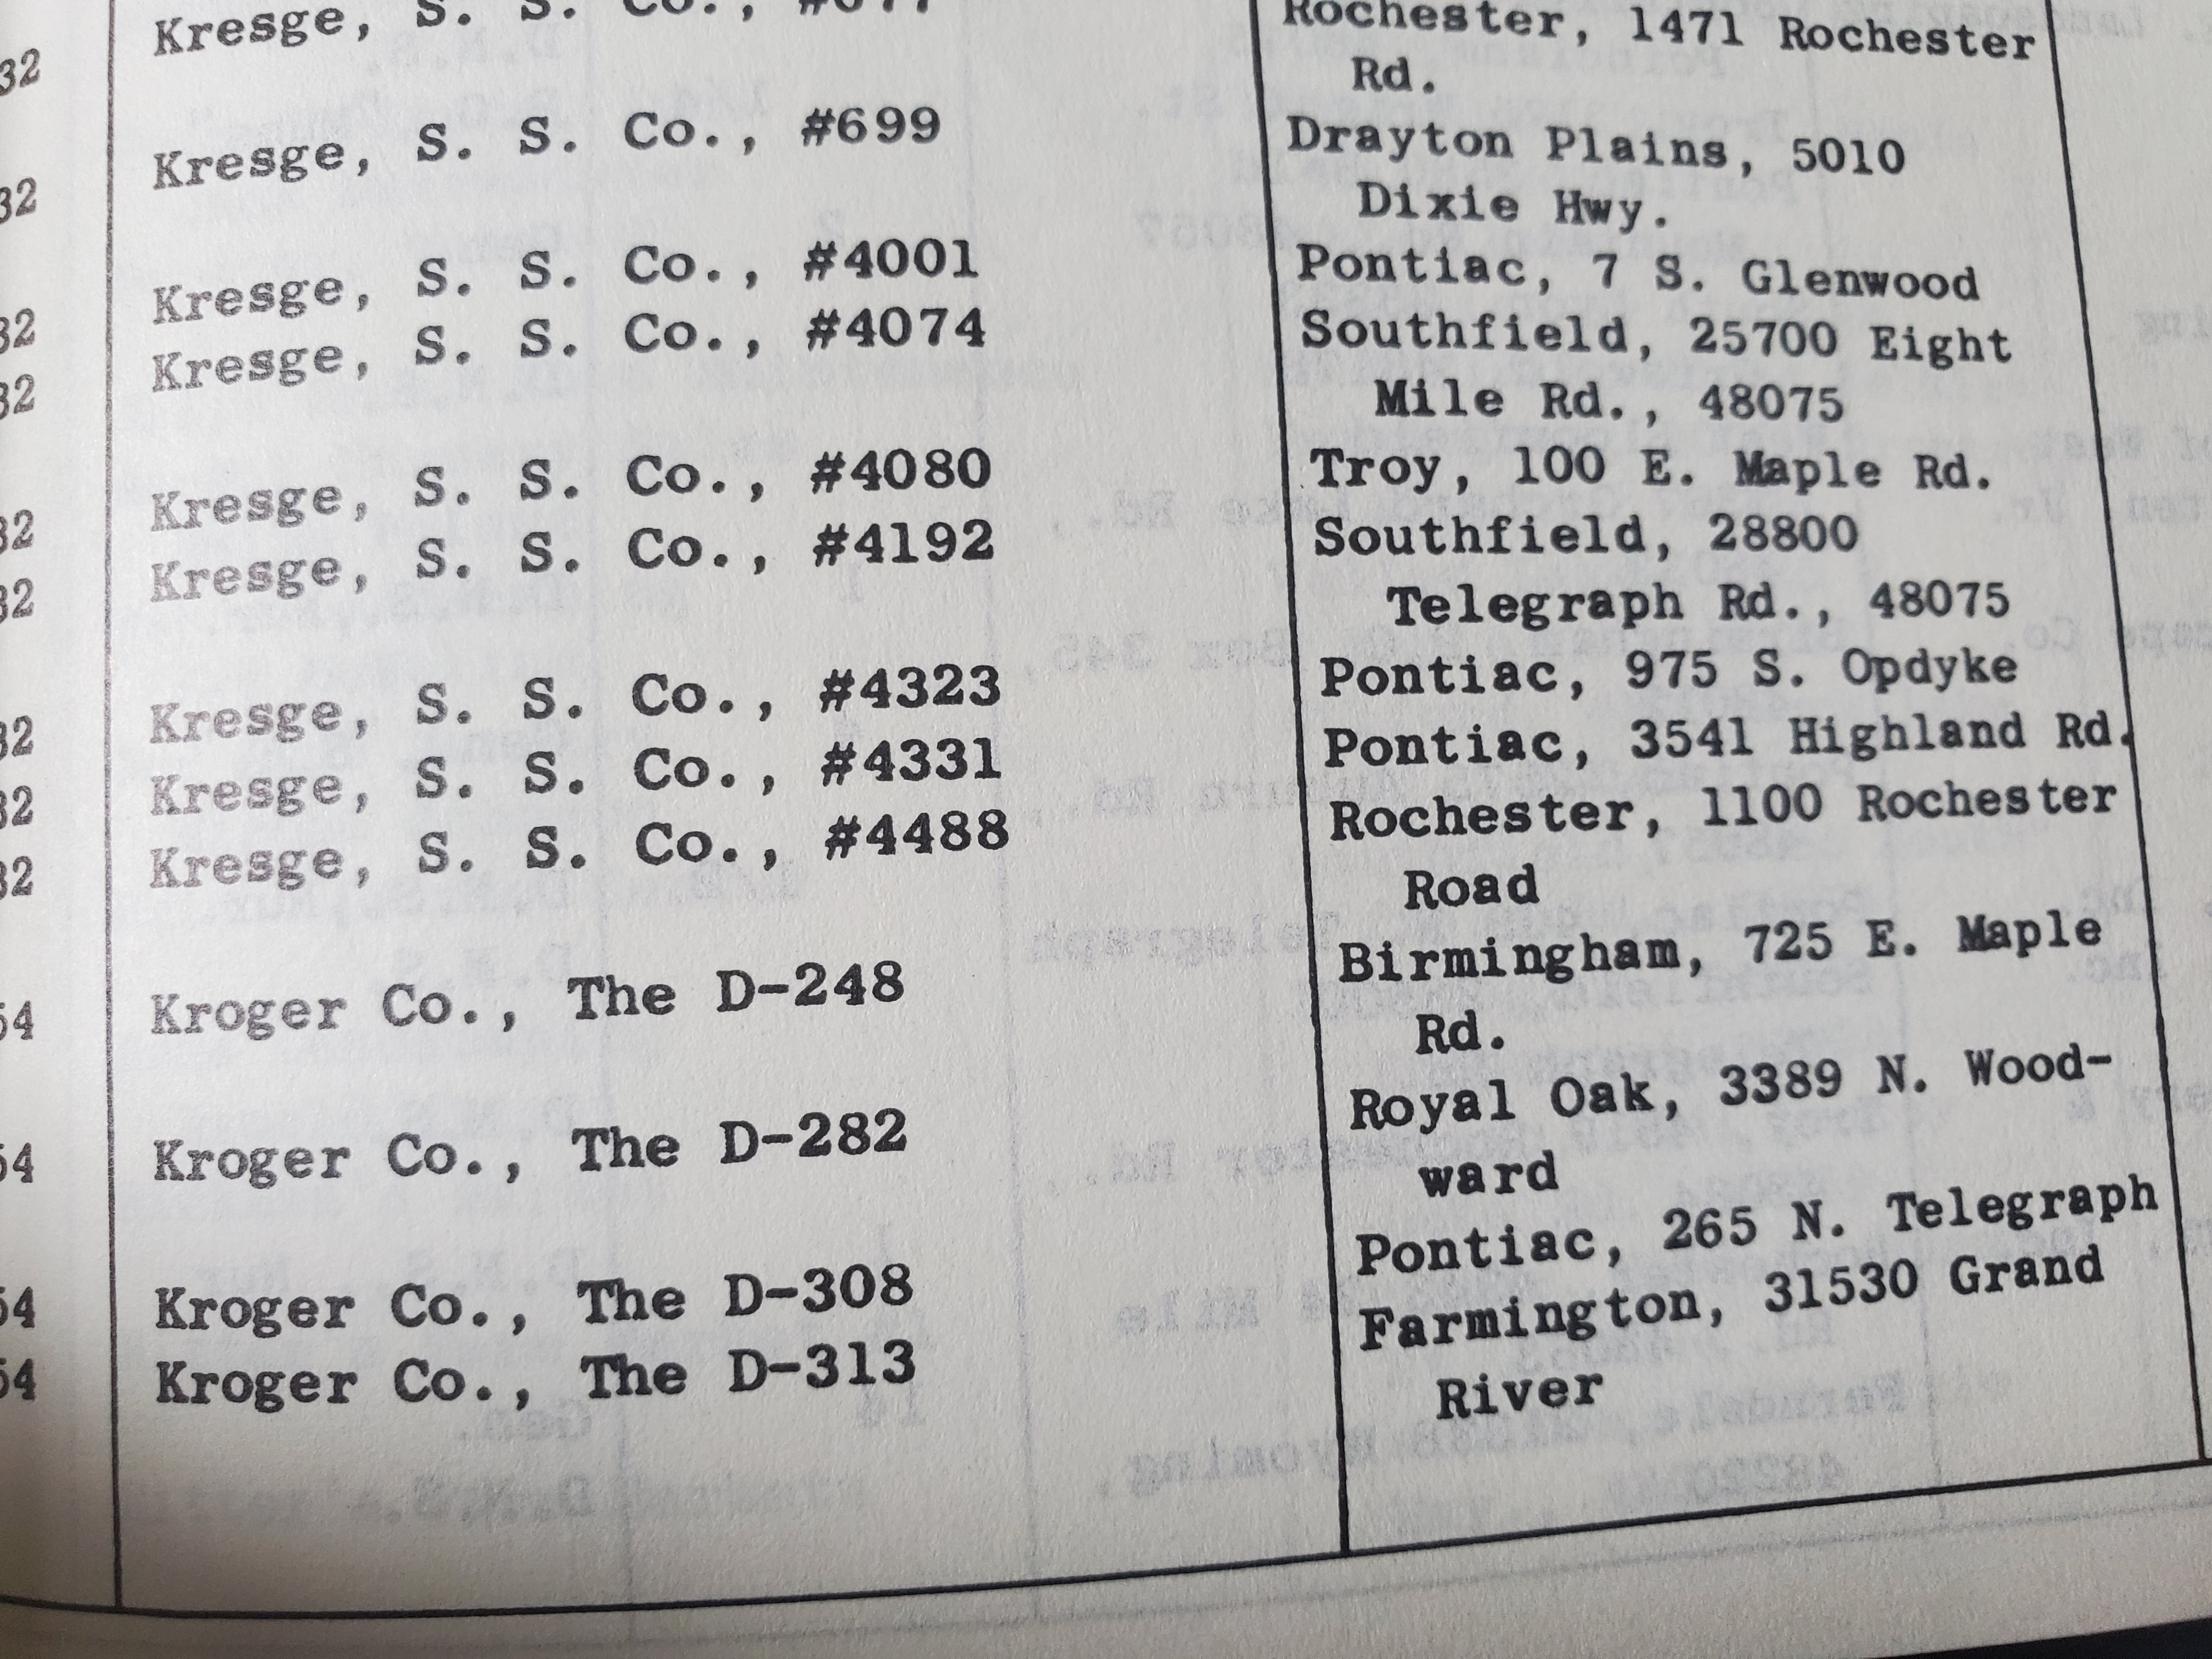 Kresge, S. S. Co., Rochester, 1471 Rochester
32 Rd.
Kresge, S. S. Co., #699 Drayton Plains, 5010
32 Dixie Hwy.
Kresge, S. S. Co., #4001 Pontiac, 7 S. Glenwood
32 Kresge, S. S. Co., #4074 Southfield, 25700 Eight
32 Mile Rd., 48075
Kresge, S. S. Co., #4080 Troy, 100 E. Maple Rd.
32 Kresge, S. S. Co., #4192 Southfield, 28800
32 Telegraph Rd., 48075
Kresge, S. S. Co., #4323 Pontiac, 975 S. Opdyke
32 Kresge, S. S. Co., #4331 Pontiac, 3541 Highland Rd.
32 Kresge, S. S. Co., #4488 Rochester, 1100 Rochester
32 Road
54 Kroger Co., The D-248 Birmingham, 725 E. Maple
Rd.
54 Kroger Co., The D-282 Royal Oak, 3389 N. Wood-
ward
54 Kroger Co., The D-308 Pontiac, 265 N. Telegraph
54 Kroger Co., The D-313 Farmington, 31530 Grand
River